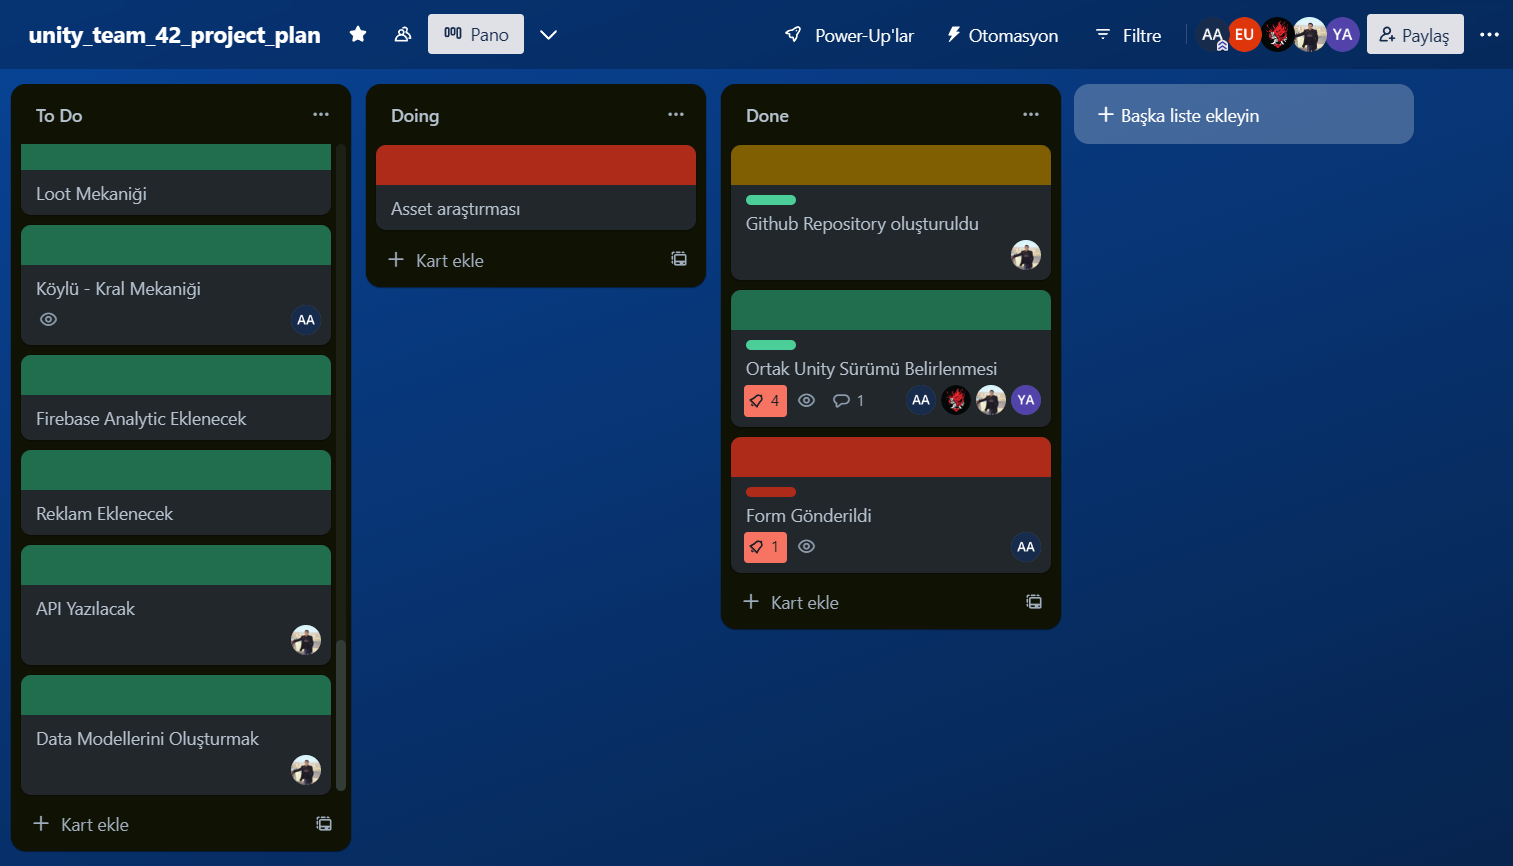 unity_team_42_project_plan
Pano
Power-Up'lar
Otomasyon
Filtre
AA
EU
YA
Paylaş
To Do
Loot Mekaniği
Köylü - Kral Mekaniği
AA
Firebase Analytic Eklenecek
Reklam Eklenecek
API Yazılacak
Data Modellerini Oluşturmak
Kart ekle
Doing
Asset araştırması
Kart ekle
Done
Github Repository oluşturuldu
Ortak Unity Sürümü Belirlenmesi
4
1
AA
YA
Form Gönderildi
1
AA
Kart ekle
Başka liste ekleyin